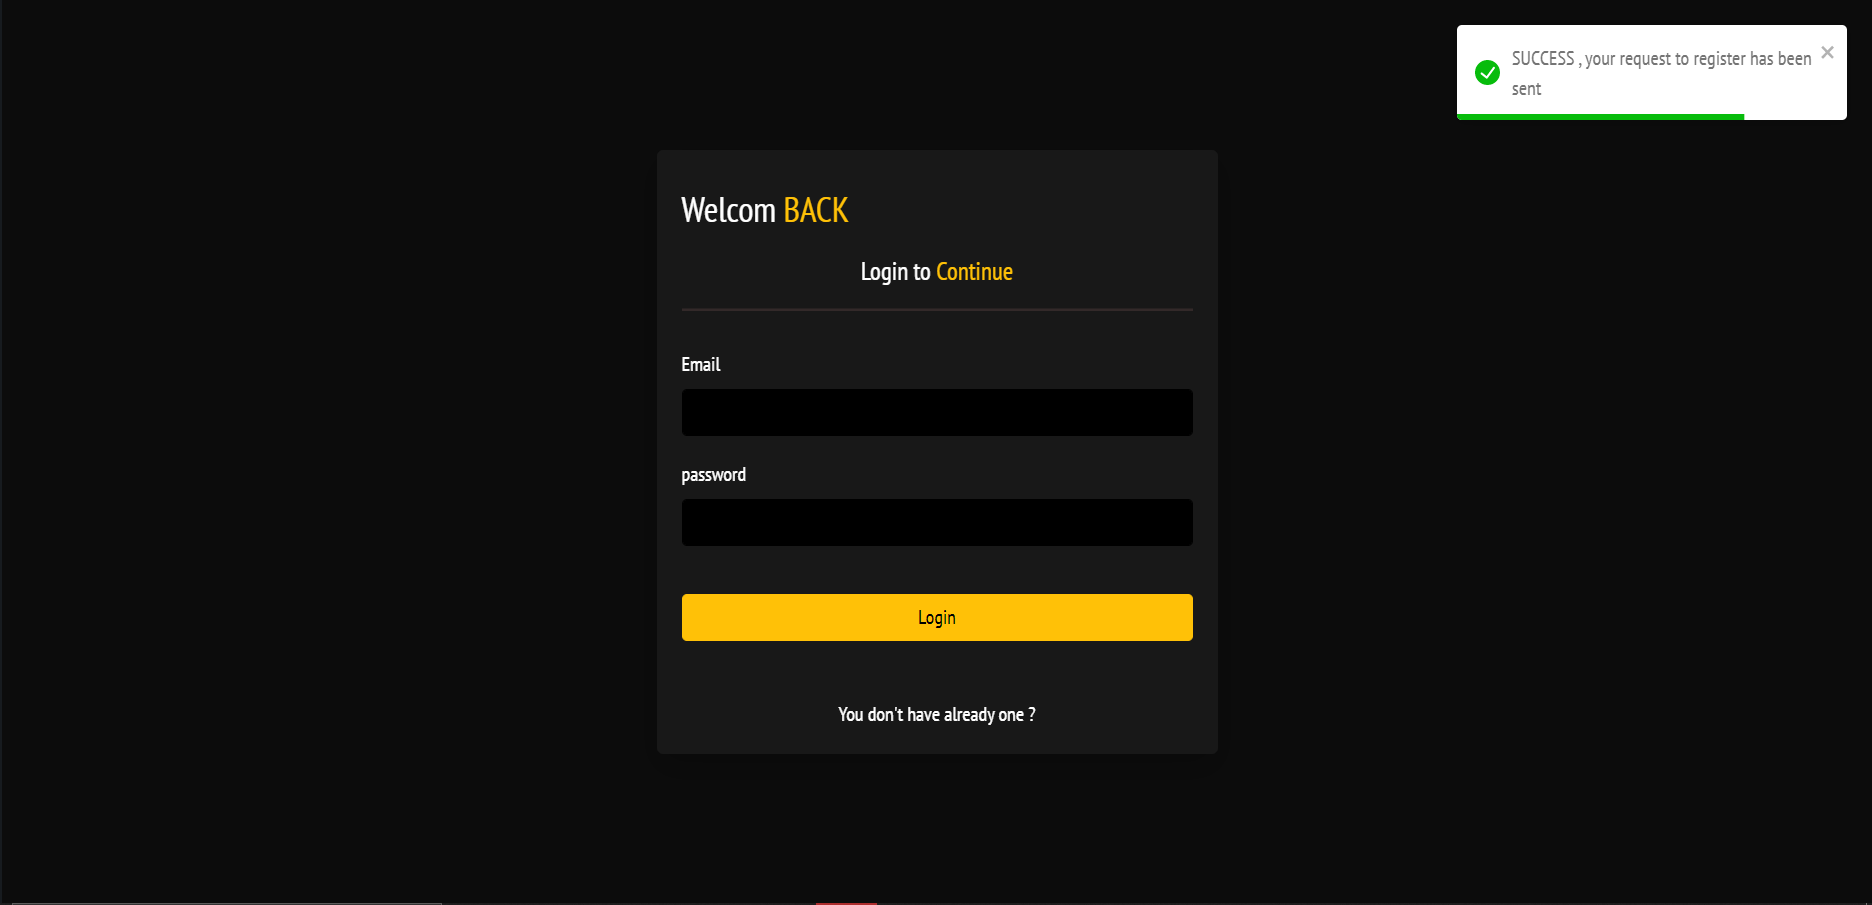 SUCCESS , your request to register has been
sent
Welcom BACK
Login to Continue
Email
password
Login
You don't have already one ?